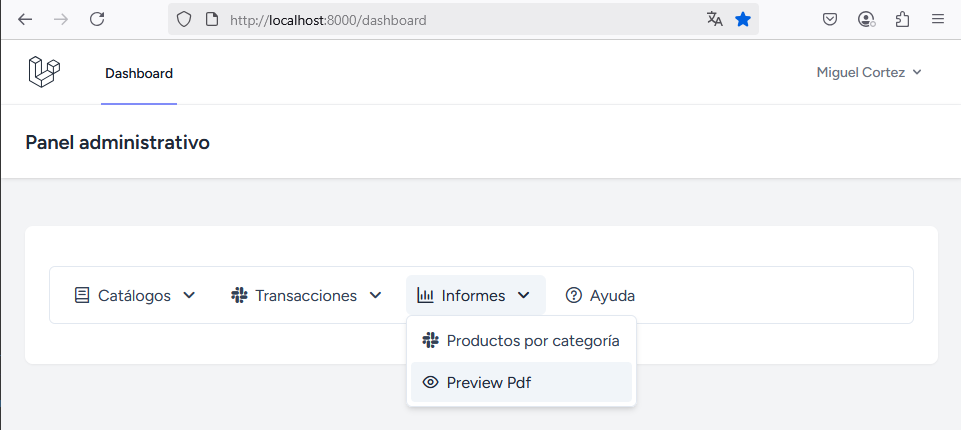 http://localhost:8000/dashboard
Dashboard
Miguel Cortez
Panel administrativo
Catálogos
Transacciones
Informes
Ayuda
Productos por categoría
Preview Pdf